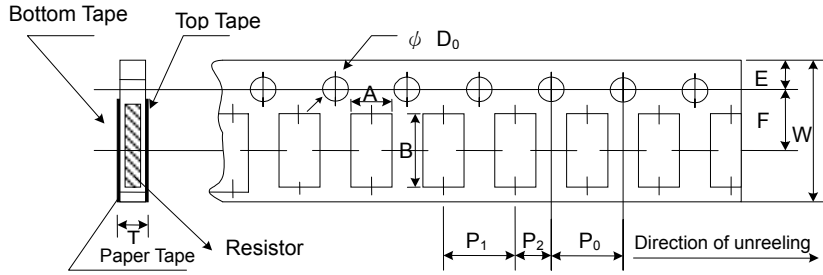 Bottom Tape
Top Tape
ϕ D₀
A
E
F
W
B
T
Paper Tape
Resistor
P₁
P₂
P₀
Direction of unreeling